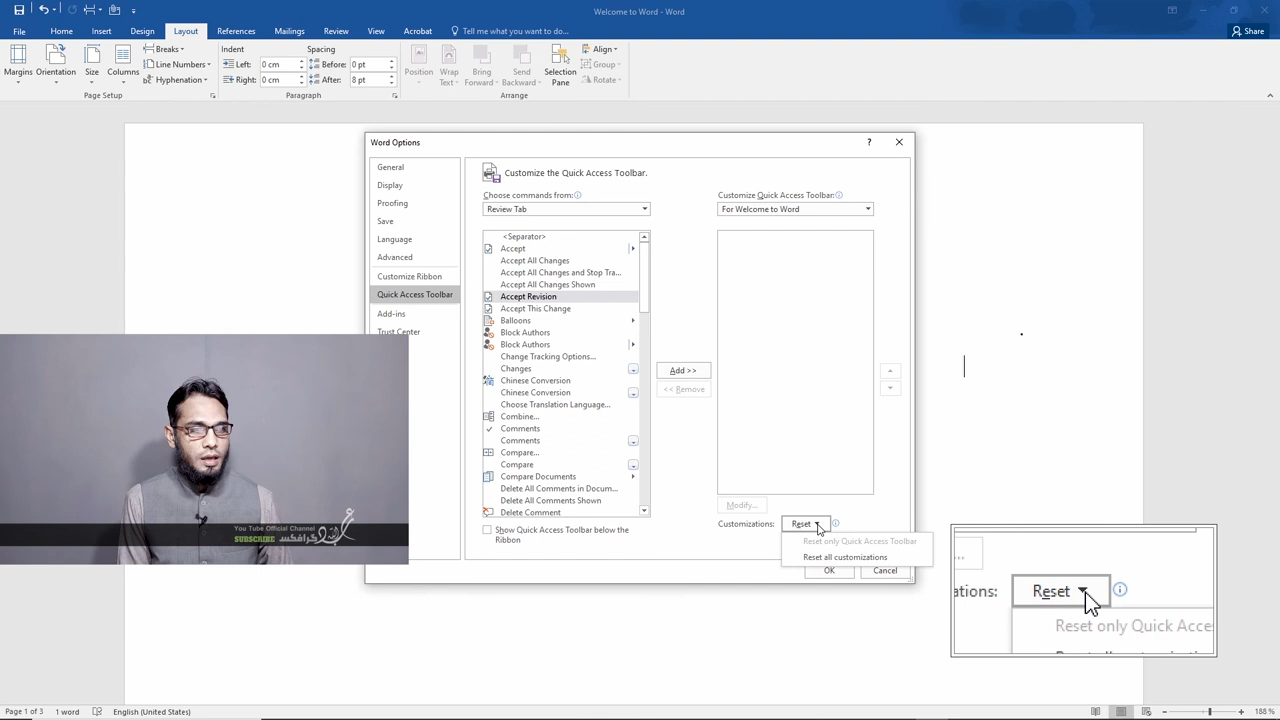 Welcome to Word - Word
File
Home
Insert
Design
Layout
References
Mailings
Review
View
Acrobat
Tell me what you want to do...
Share
Margins
Orientation
Size
Columns
Breaks
Line Numbers
Hyphenation
Page Setup
Indent
Left: 0 cm
Right: 0 cm
Spacing
Before: 0 pt
After: 8 pt
Paragraph
Position
Wrap Text
Bring Forward
Send Backward
Selection Pane
Align
Group
Rotate
Arrange
Word Options
General
Display
Proofing
Save
Language
Advanced
Customize Ribbon
Quick Access Toolbar
Add-ins
Trust Center
Customize the Quick Access Toolbar.
Choose commands from:
Review Tab
<Separator>
Accept
Accept All Changes
Accept All Changes and Stop Tra...
Accept All Changes Shown
Accept Revision
Accept This Change
Balloons
Block Authors
Block Authors
Change Tracking Options...
Changes
Chinese Conversion
Chinese Conversion
Choose Translation Language...
Combine...
Comments
Comments
Compare...
Compare
Compare Documents
Delete All Comments in Docum...
Delete All Comments Shown
Delete Comment
Show Quick Access Toolbar below the
Ribbon
Add >>
<< Remove
Customize Quick Access Toolbar:
For Welcome to Word
Modify...
Customizations: Reset
Reset only Quick Access Toolbar
Reset all customizations
OK
Cancel
ations: Reset
Reset only Quick Acce
You Tube Official Channel
SUBSCRIBE
گرافکس
Page 1 of 3
1 word
English (United States)
188 %